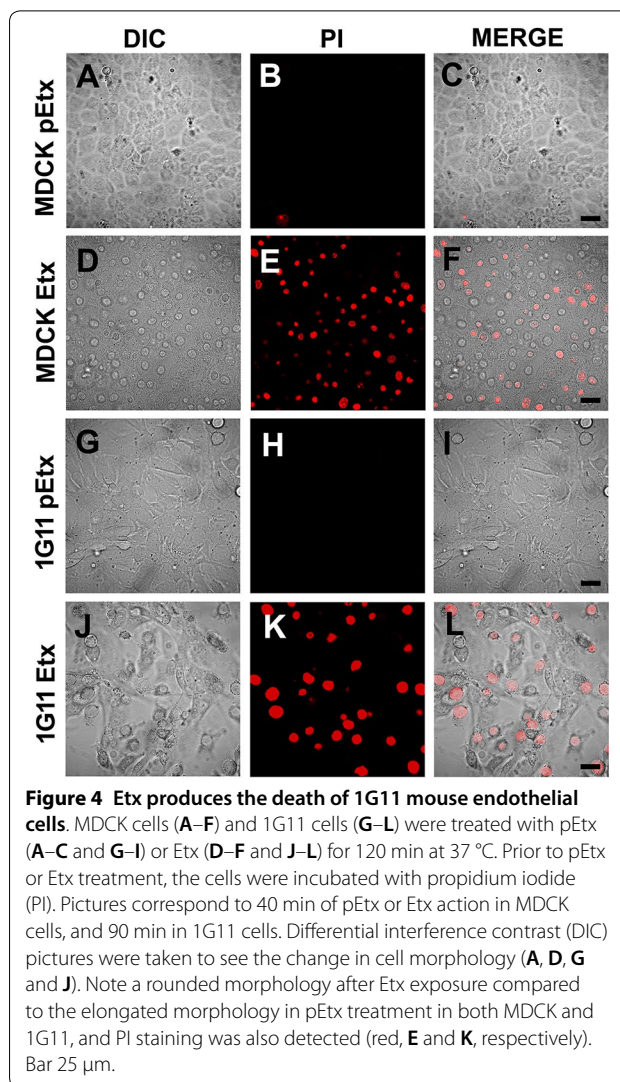 DIC PI MERGE
MDCK pEtx
A B C
MDCK Etx
D E F
1G11 pEtx
G H I
1G11 Etx
J K L
Figure 4 Etx produces the death of 1G11 mouse endothelial
cells. MDCK cells (A–F) and 1G11 cells (G–L) were treated with pEtx
(A–C and G–I) or Etx (D–F and J–L) for 120 min at 37 °C. Prior to pEtx
or Etx treatment, the cells were incubated with propidium iodide
(PI). Pictures correspond to 40 min of pEtx or Etx action in MDCK
cells, and 90 min in 1G11 cells. Differential interference contrast (DIC)
pictures were taken to see the change in cell morphology (A, D, G
and J). Note a rounded morphology after Etx exposure compared
to the elongated morphology in pEtx treatment in both MDCK and
1G11, and PI staining was also detected (red, E and K, respectively).
Bar 25 μm.